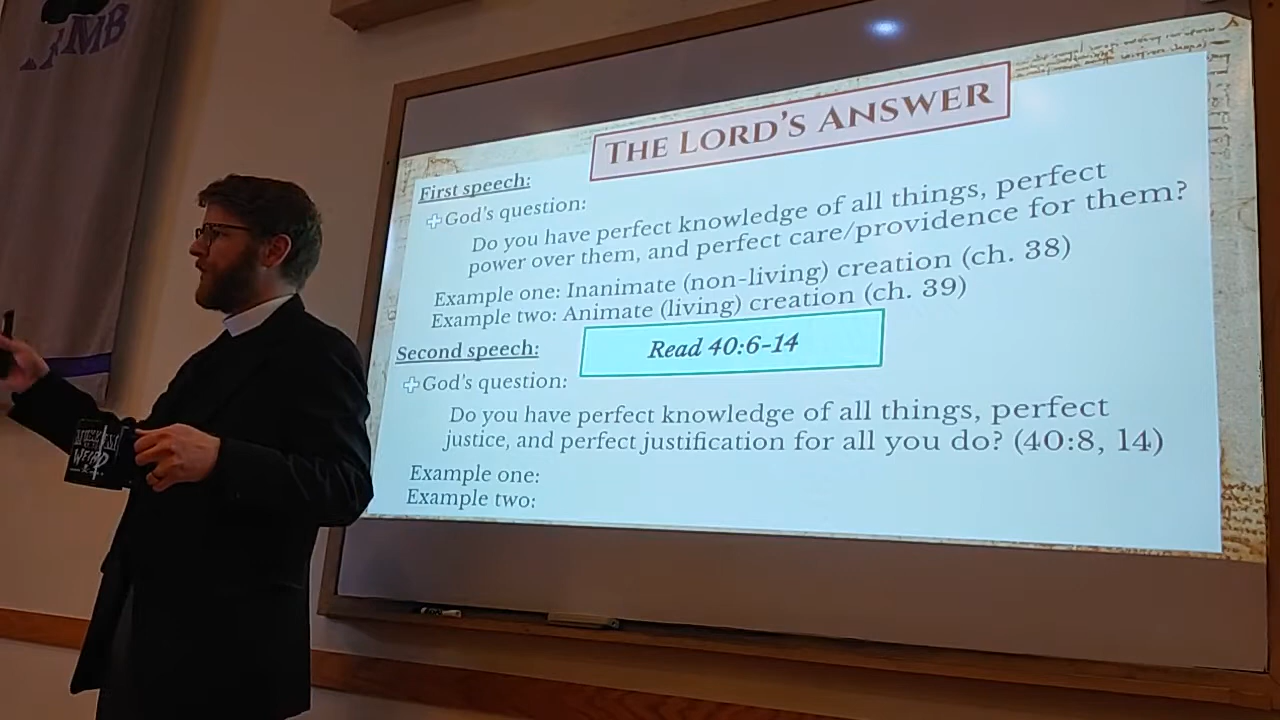 MB
THE LORD'S ANSWER
First speech:
God's question:
Do you have perfect knowledge of all things, perfect
power over them, and perfect care/providence for them?
Example one: Inanimate (non-living) creation (ch. 38)
Example two: Animate (living) creation (ch. 39)
Second speech:
Read 40:6-14
God's question:
Do you have perfect knowledge of all things, perfect
justice, and perfect justification for all you do? (40:8, 14)
Example one:
Example two: